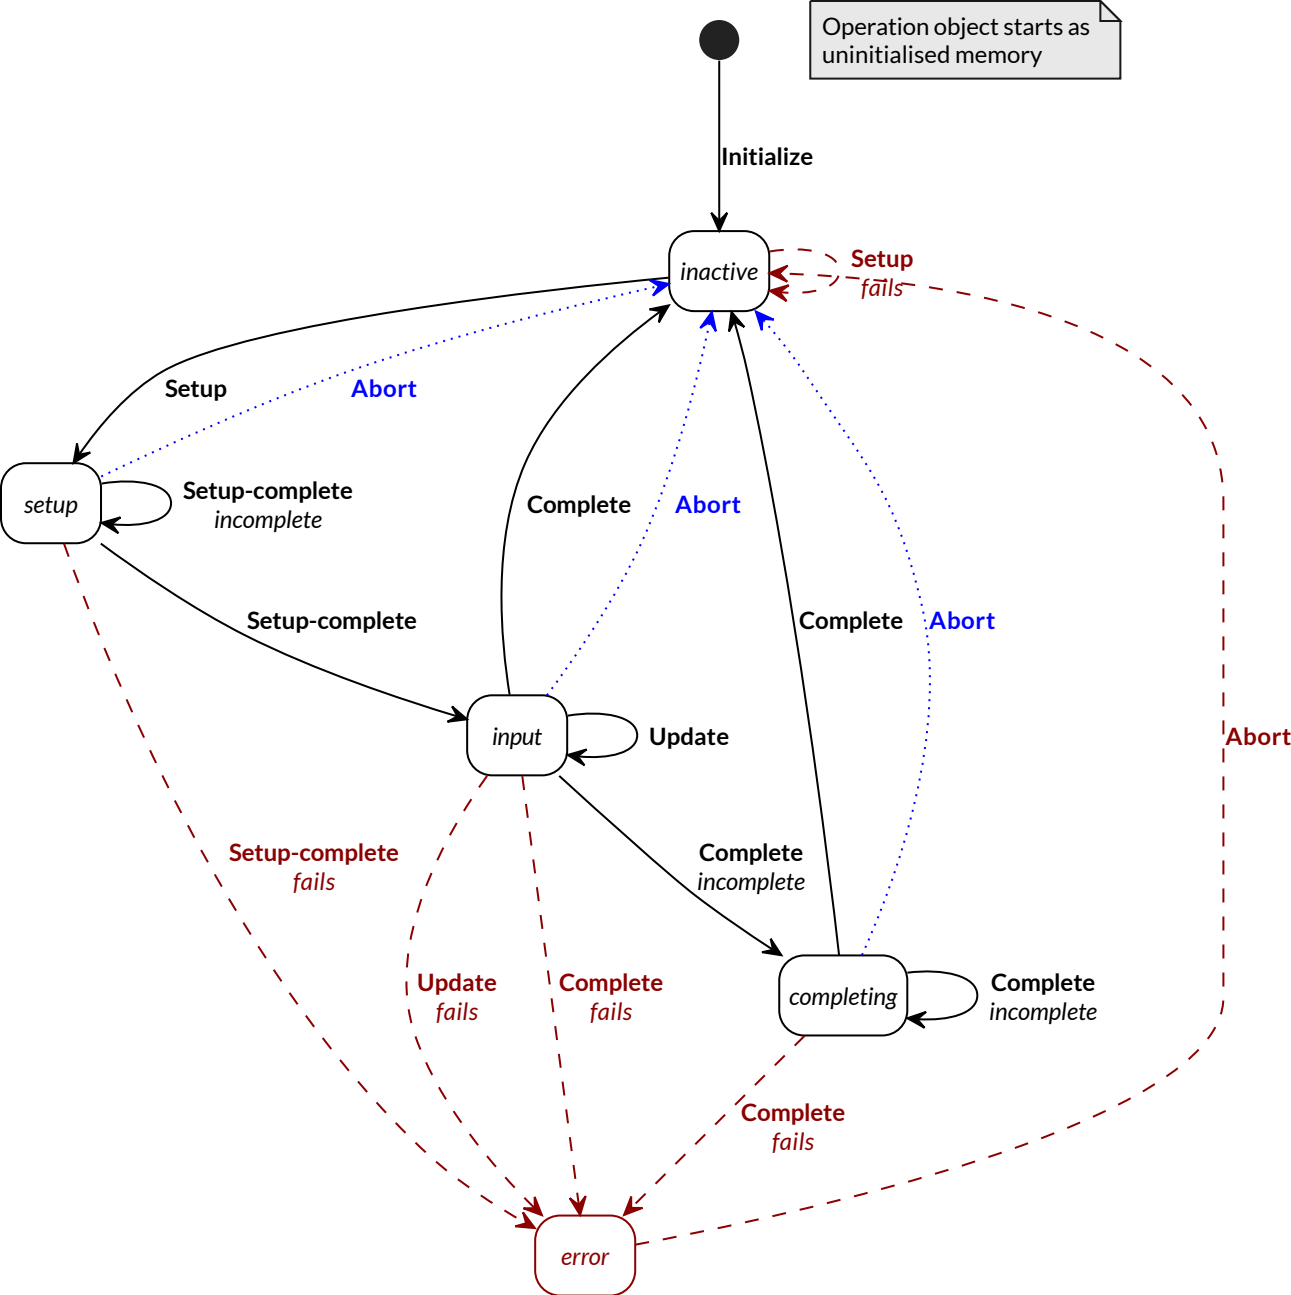 Operation object starts as
uninitialised memory
Initialize
inactive
Setup
fails
Setup
Abort
setup
Setup-complete
incomplete
Complete
Abort
Setup-complete
Complete
Abort
input
Update
Abort
Setup-complete
fails
Complete
incomplete
Update
fails
Complete
fails
completing
Complete
incomplete
Complete
fails
error